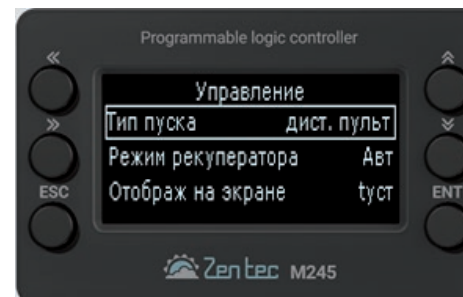 Programmable logic controller
«
»
ESC
Управление
Тип пуска дист. пульт
Режим рекуператора Авт
Отображ на экране tуст
ENT
Zentec M245